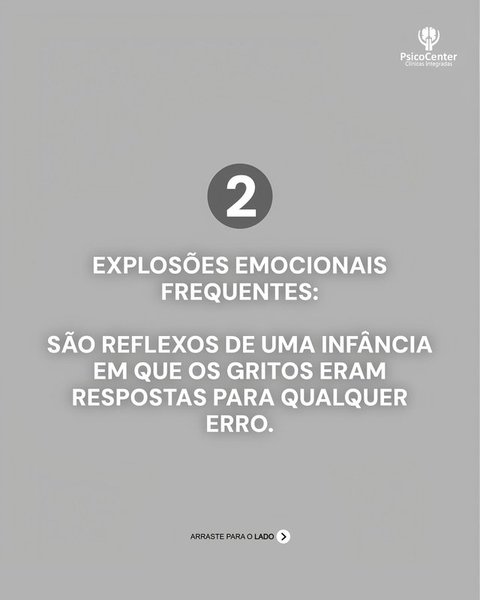 PsicoCenter
Clínicas Integradas
2
EXPLOSÕES EMOCIONAIS
FREQUENTES:
SÃO REFLEXOS DE UMA INFÂNCIA
EM QUE OS GRITOS ERAM
RESPOSTAS PARA QUALQUER
ERRO.
ARRASTE PARA O LADO